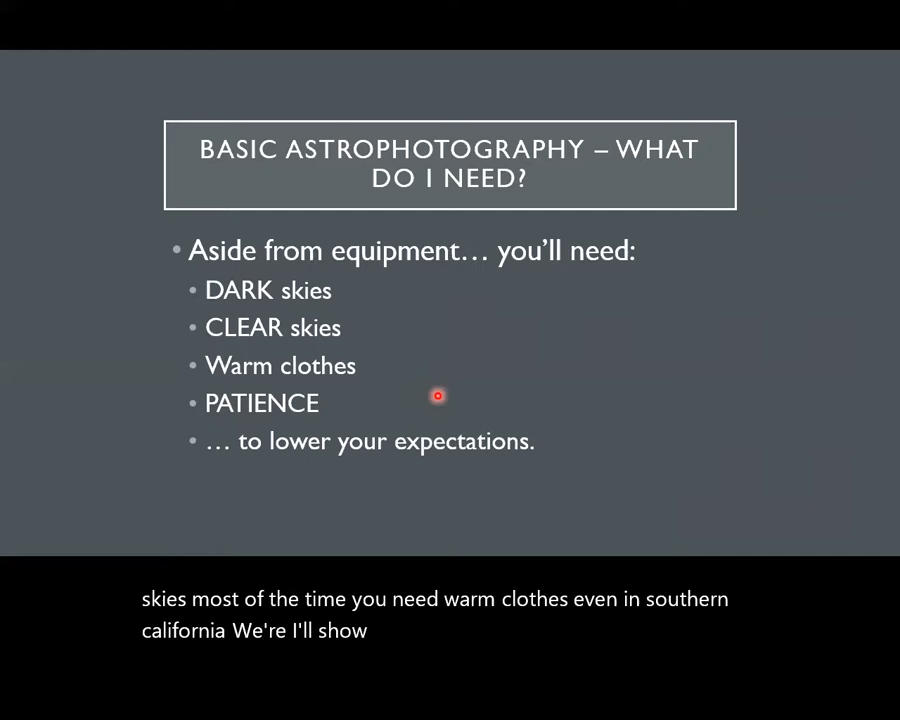 BASIC ASTROPHOTOGRAPHY – WHAT
DO I NEED?
• Aside from equipment… you'll need:
• DARK skies
• CLEAR skies
• Warm clothes
• PATIENCE
• … to lower your expectations.
skies most of the time you need warm clothes even in southern
california We're I'll show